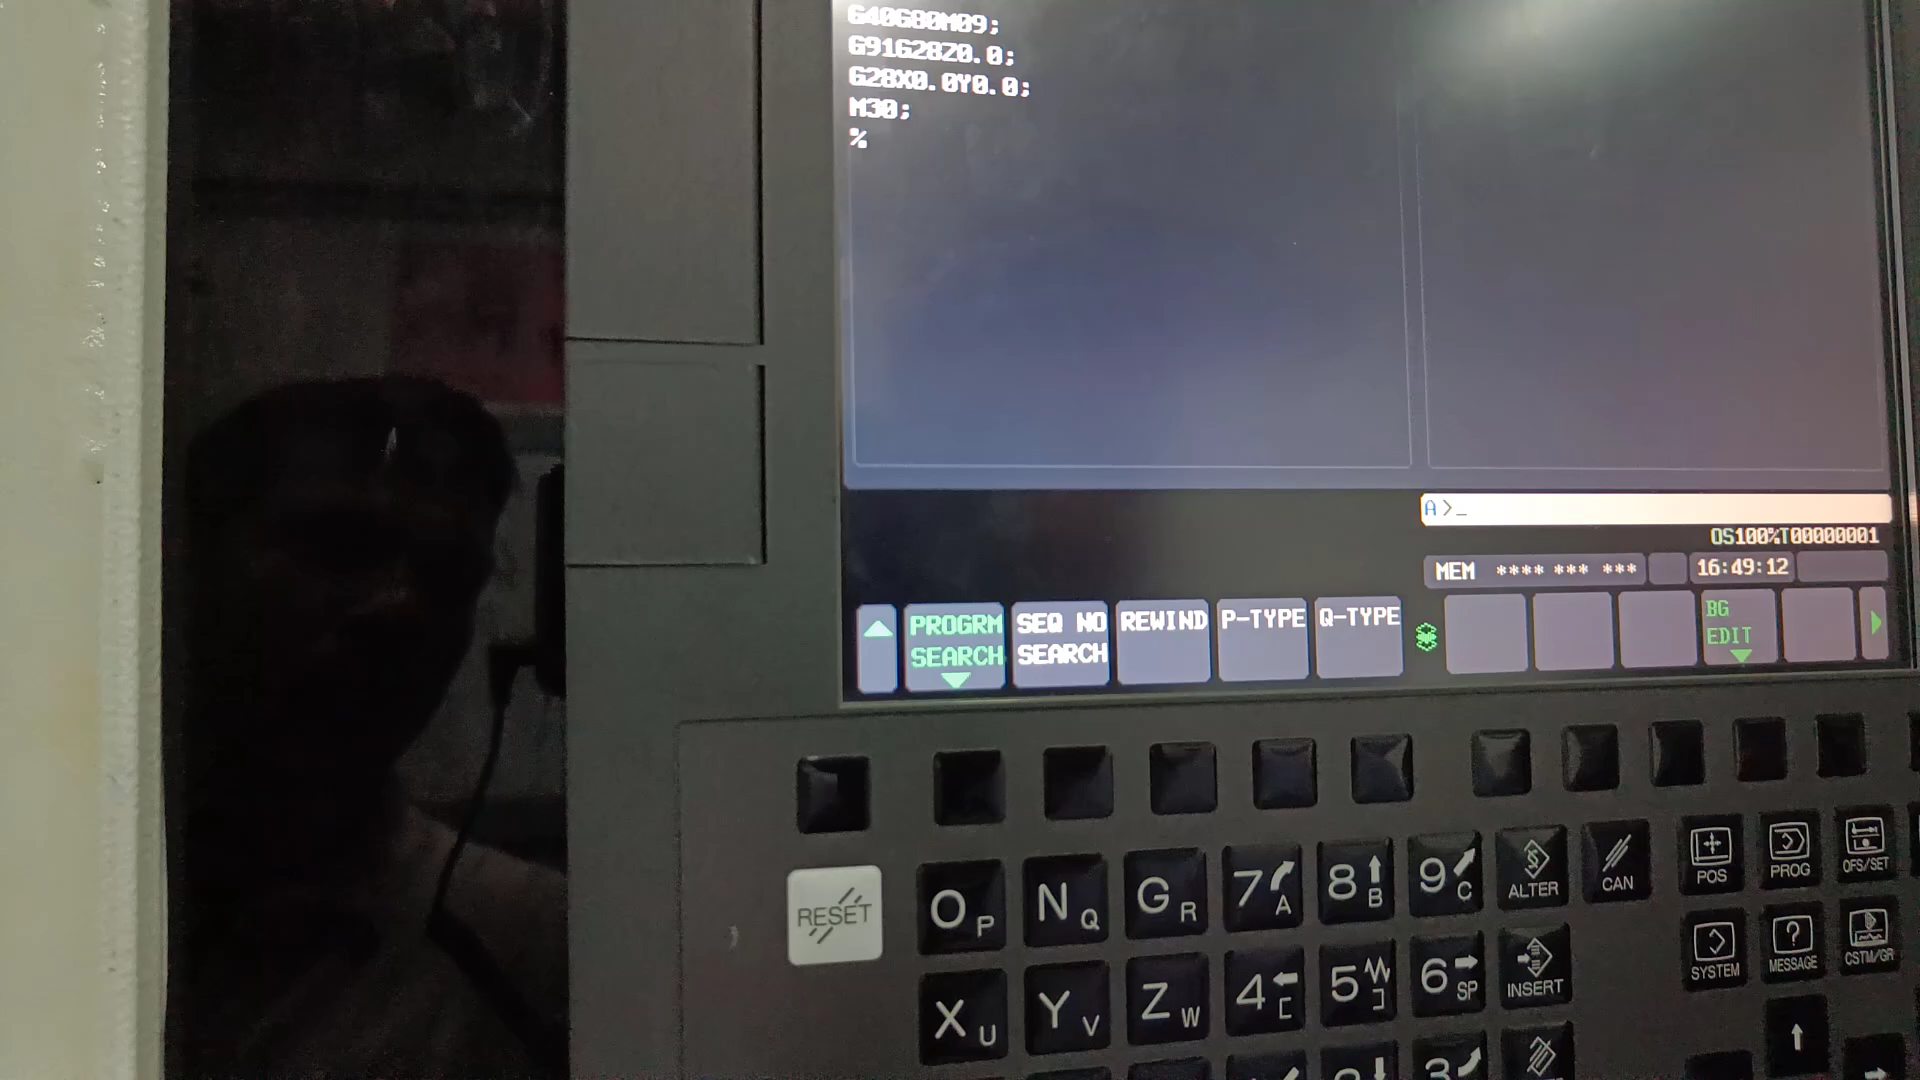 G40G80M09;
G91G28Z0.0;
G28X0.0Y0.0;
M30;
%
A>_
OS100%T00000001
MEM **** *** ***
16:49:12
PROGRM SEARCH
SEQ NO SEARCH
REWIND
P-TYPE
Q-TYPE
BG EDIT
RESET
O P
N Q
G R
7 A
8 B
9 C
ALTER
CAN
POS
PROG
OFS/SET
X U
Y V
Z W
4 [
5 ]
6 SP
INSERT
SYSTEM
? MESSAGE
CSTM/GR
3